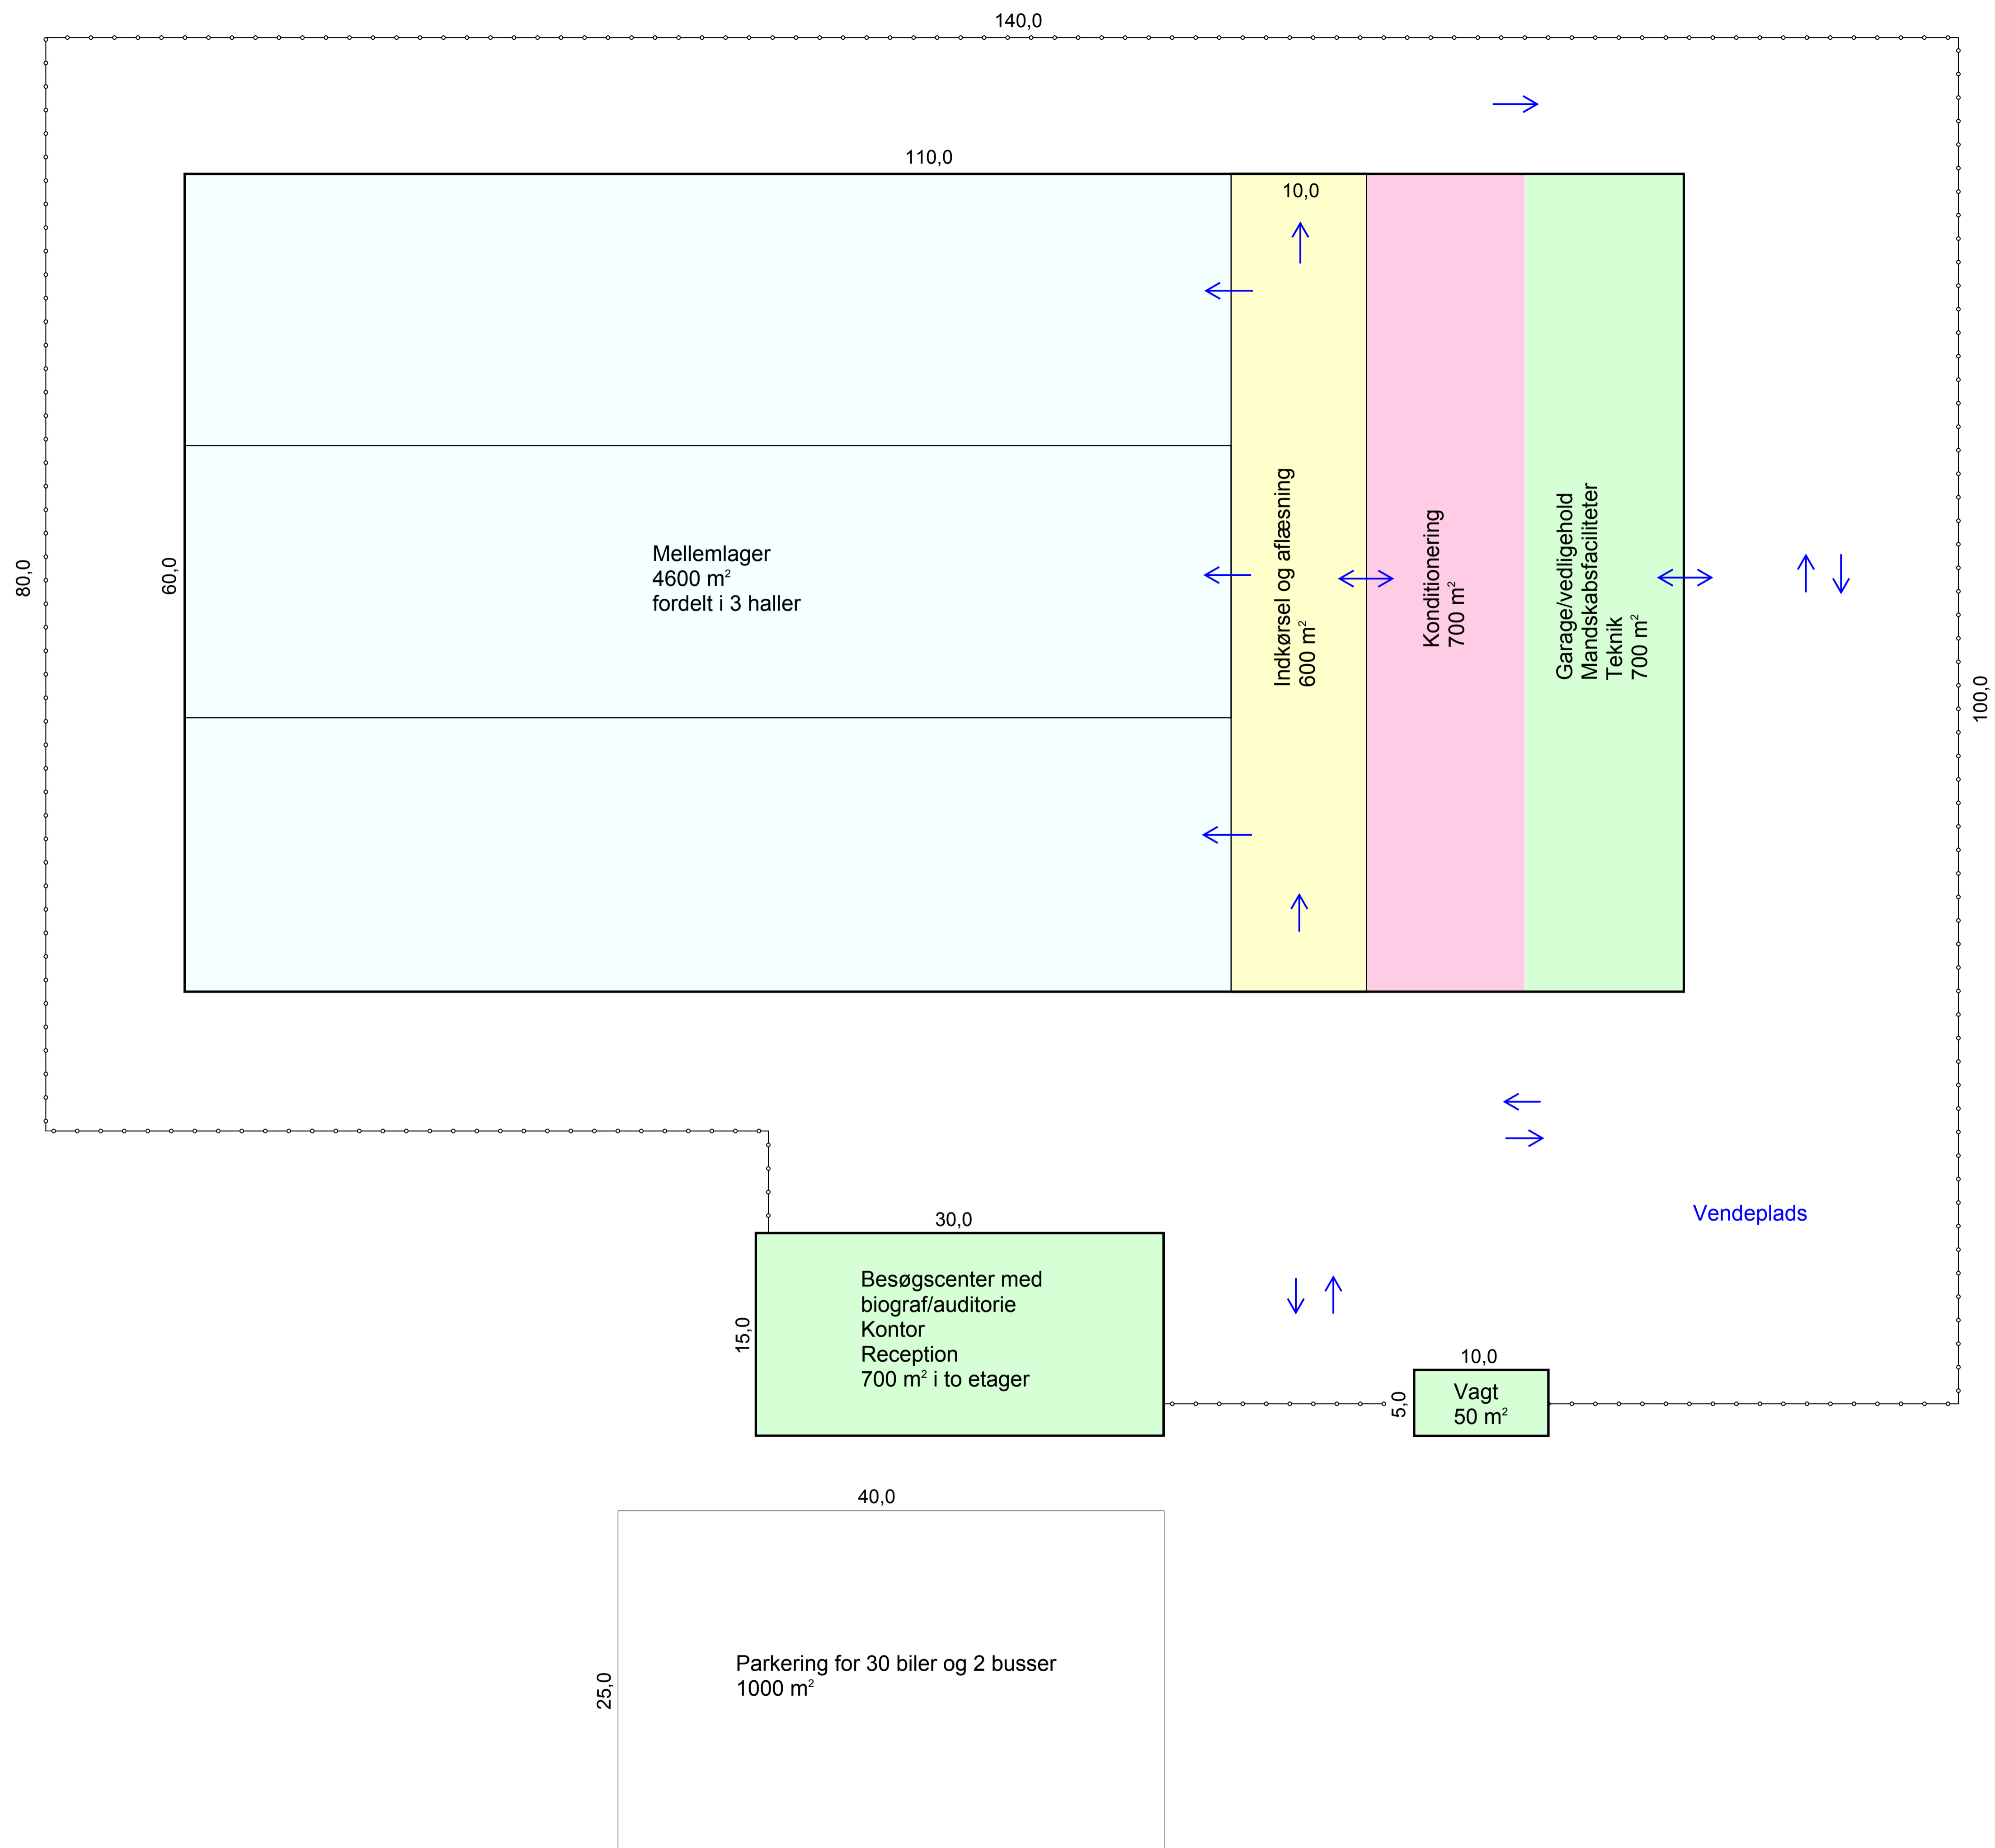 140,0
110,0
10,0
80,0
60,0
Mellemlager
4600 m²
fordelt i 3 haller
Indkørsel og aflæsning
600 m²
Konditionering
700 m²
Garage/vedligehold
Mandskabsfaciliteter
Teknik
700 m²
100,0
Vendeplads
30,0
15,0
Besøgscenter med
biograf/auditorie
Kontor
Reception
700 m² i to etager
10,0
5,0
Vagt
50 m²
40,0
25,0
Parkering for 30 biler og 2 busser
1000 m²